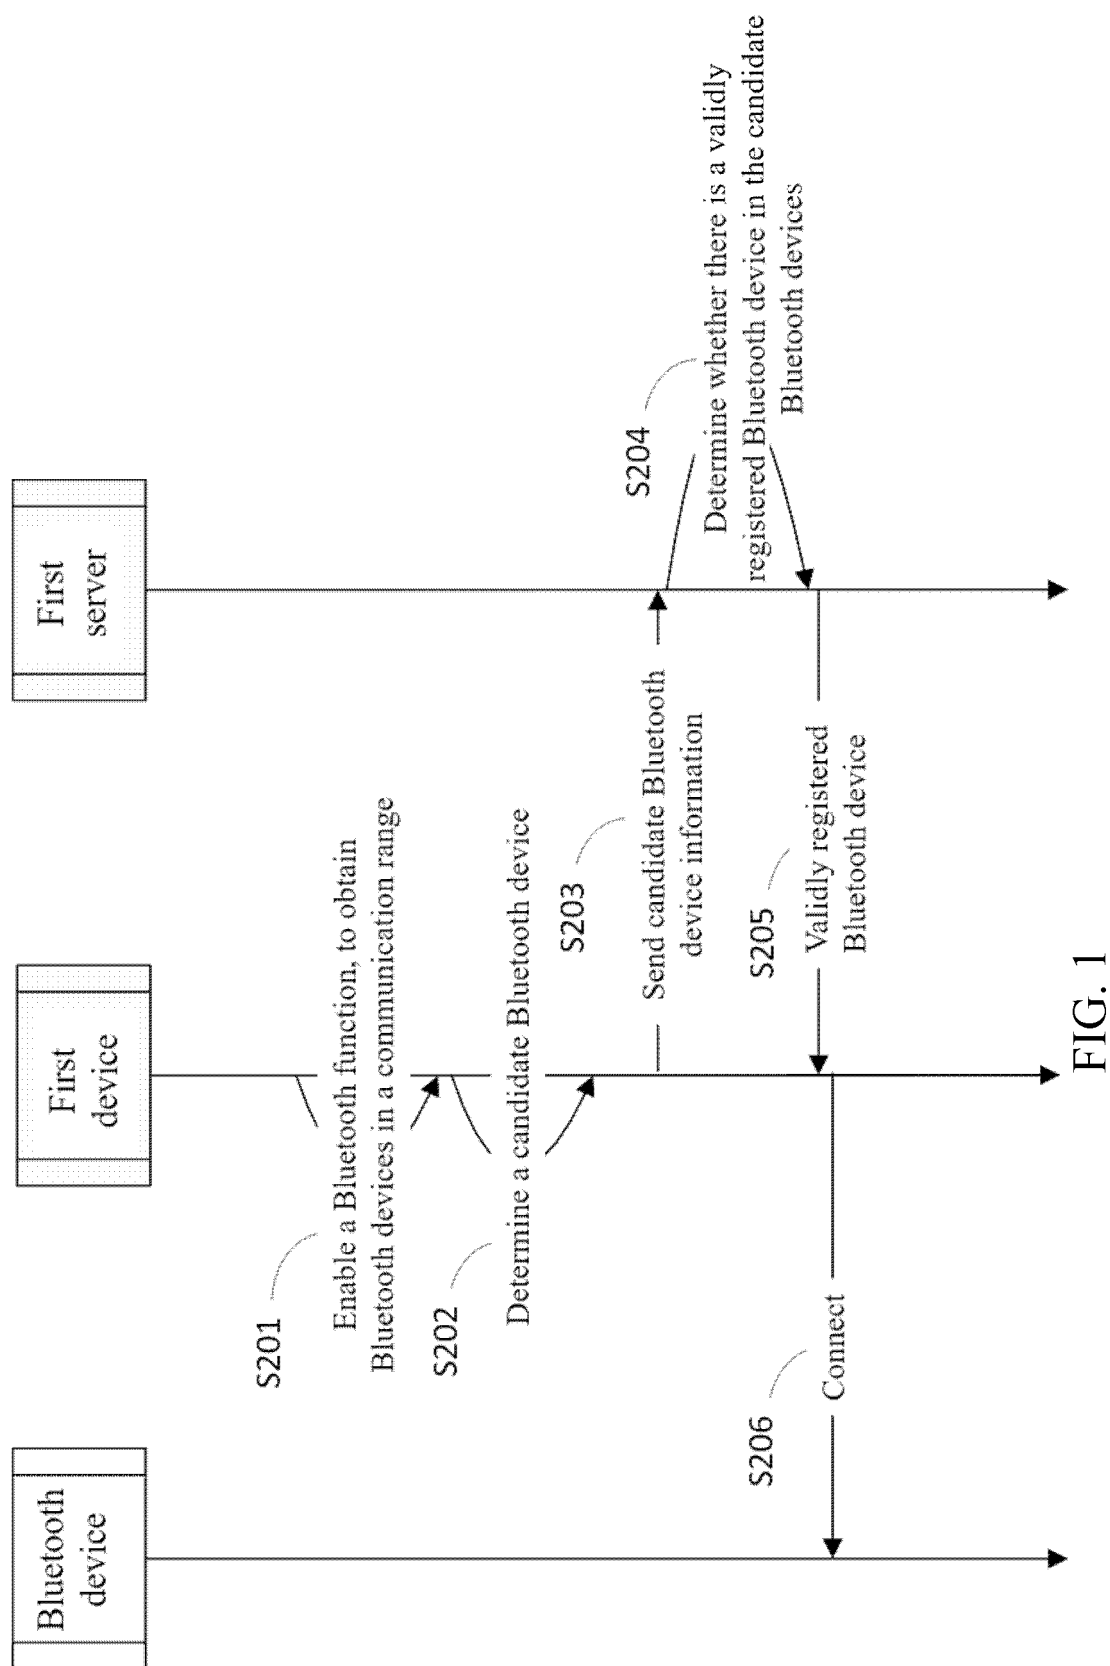 Bluetooth
device
First
device
First
server
S201
Enable a Bluetooth function, to obtain
Bluetooth devices in a communication range
S202
Determine a candidate Bluetooth device
S203
Send candidate Bluetooth
device information
S204
Determine whether there is a validly
registered Bluetooth device in the candidate
Bluetooth devices
S205
Validly registered
Bluetooth device
S206
Connect
FIG. 1